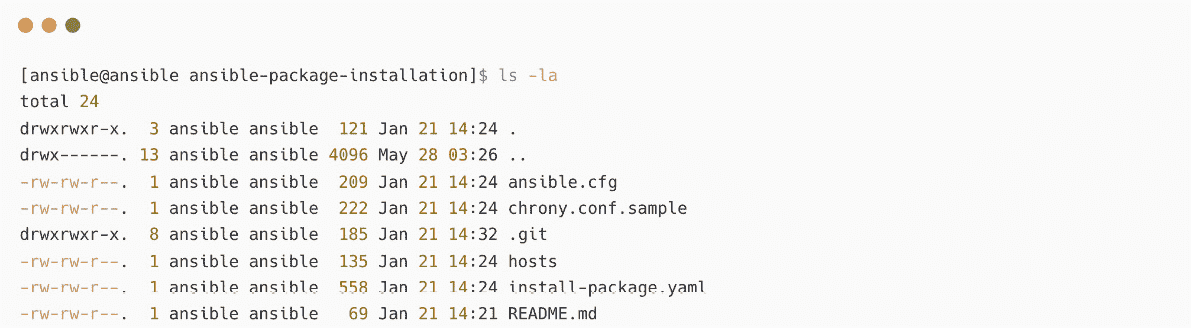 [ansible@ansible ansible-package-installation]$ ls -la
total 24
drwxrwxr-x.  3 ansible ansible  121 Jan 21 14:24 .
drwx------. 13 ansible ansible 4096 May 28 03:26 ..
-rw-rw-r--.  1 ansible ansible  209 Jan 21 14:24 ansible.cfg
-rw-rw-r--.  1 ansible ansible  222 Jan 21 14:24 chrony.conf.sample
drwxrwxr-x.  8 ansible ansible  185 Jan 21 14:32 .git
-rw-rw-r--.  1 ansible ansible  135 Jan 21 14:24 hosts
-rw-rw-r--.  1 ansible ansible  558 Jan 21 14:24 install-package.yaml
-rw-rw-r--.  1 ansible ansible   69 Jan 21 14:21 README.md